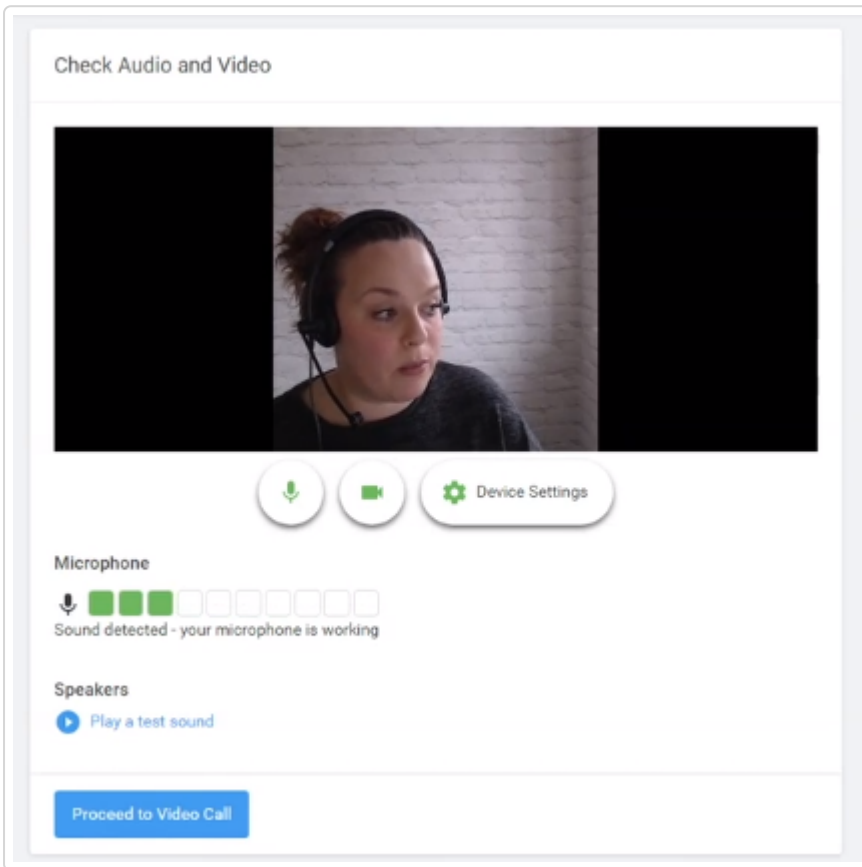 Check Audio and Video
Device Settings
Microphone
Sound detected - your microphone is working
Speakers
Play a test sound
Proceed to Video Call